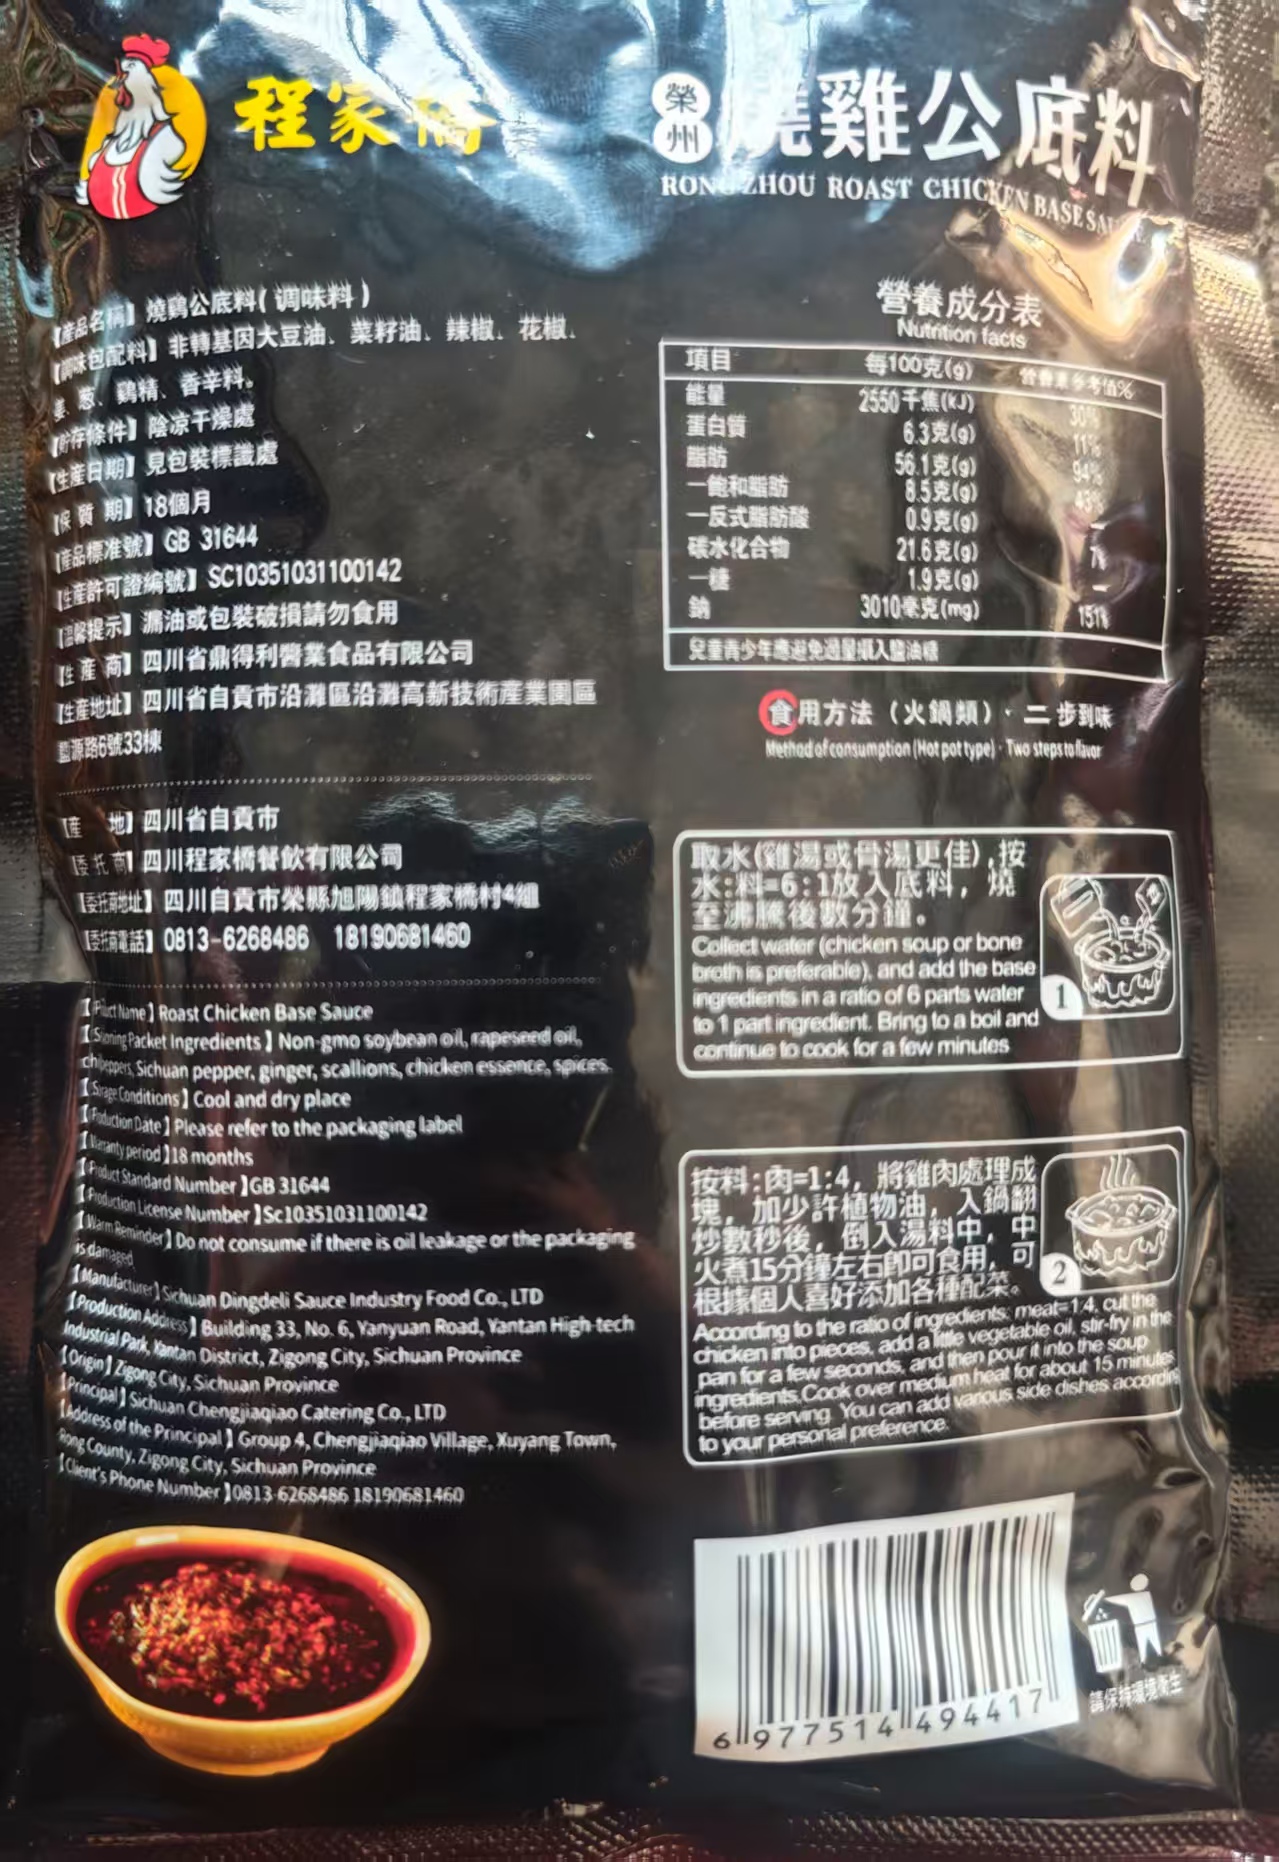 程家橋
榮州 燒雞公底料
RONGZHOU ROAST CHICKEN BASE
【產品名稱】燒鷄公底料(调味料)
【調味包配料】非轉基因大豆油、菜籽油、辣椒、花椒、
姜、葱、鷄精、香辛料。
【貯存條件】陰凉干燥處
【生產日期】見包裝標識處
【保 質 期】18個月
【產品標准號】GB 31644
【生產許可證編號】SC10351031100142
【溫馨提示】漏油或包裝破損請勿食用
【生 產 商】四川省鼎得利醬業食品有限公司
【生產地址】四川省自貢市沿灘區沿灘高新技術產業園區
鹽源路6號33棟
【產 地】四川省自貢市
【委 托 商】四川程家橋餐飲有限公司
【委托商地址】四川自貢市榮縣旭陽鎮程家橋村4組
【委托商電話】0813-6268486 18190681460
Roast Chicken Base Sauce
Packet Ingredients】Non-gmo soybean oil, rapeseed oil,
Sichuan pepper, ginger, scallions, chicken essence, spices.
Conditions】Cool and dry place
【Production Date】Please refer to the packaging label
period】18 months
【Product Standard Number】GB 31644
【Production License Number】Sc10351031100142
【Warm Reminder】Do not consume if there is oil leakage or the packaging
is damaged
【Manufacturer】Sichuan Dingdeli Sauce Industry Food Co., LTD
【Production Address】Building 33, No. 6, Yanyuan Road, Yantan High-tech
Industrial Park, Yantan District, Zigong City, Sichuan Province
【Origin】Zigong City, Sichuan Province
【Principal】Sichuan Chengjiaqiao Catering Co., LTD
【Address of the Principal】Group 4, Chengjiaqiao Village, Xuyang Town,
Rong County, Zigong City, Sichuan Province
【Client's Phone Number】0813-6268486 18190681460
營養成分表
Nutrition facts
項目 每100克(g) 營養素參考值%
能量 2550千焦(kJ) 30%
蛋白質 6.3克(g) 11%
脂肪 56.1克(g) 94%
一飽和脂肪 8.5克(g) 43%
一反式脂肪酸 0.9克(g) —
碳水化合物 21.6克(g) 7%
一糖 1.9克(g) —
鈉 3010毫克(mg) 151%
兒童青少年應避免過量攝入鹽油糖
食用方法（火鍋類）· 二步到味
Method of consumption (Hot pot type) · Two steps to flavor
取水(雞湯或骨湯更佳),按
水:料=6:1放入底料，燒
至沸騰後數分鐘。
Collect water (chicken soup or bone
broth is preferable), and add the base
ingredients in a ratio of 6 parts water
to 1 part ingredient. Bring to a boil and
continue to cook for a few minutes
1
按料:肉=1:4，將雞肉處理成
塊，加少許植物油，入鍋翻
炒數秒後，倒入湯料中，中
火煮15分鐘左右即可食用，可
根據個人喜好添加各種配菜。
2
According to the ratio of ingredients: meat=1:4, cut the
chicken into pieces, add a little vegetable oil, stir-fry in the
pan for a few seconds, and then pour it into the soup
ingredients.Cook over medium heat for about 15 minutes
before serving. You can add various side dishes according
to your personal preference.
6 977514 494417
請保持環境衛生